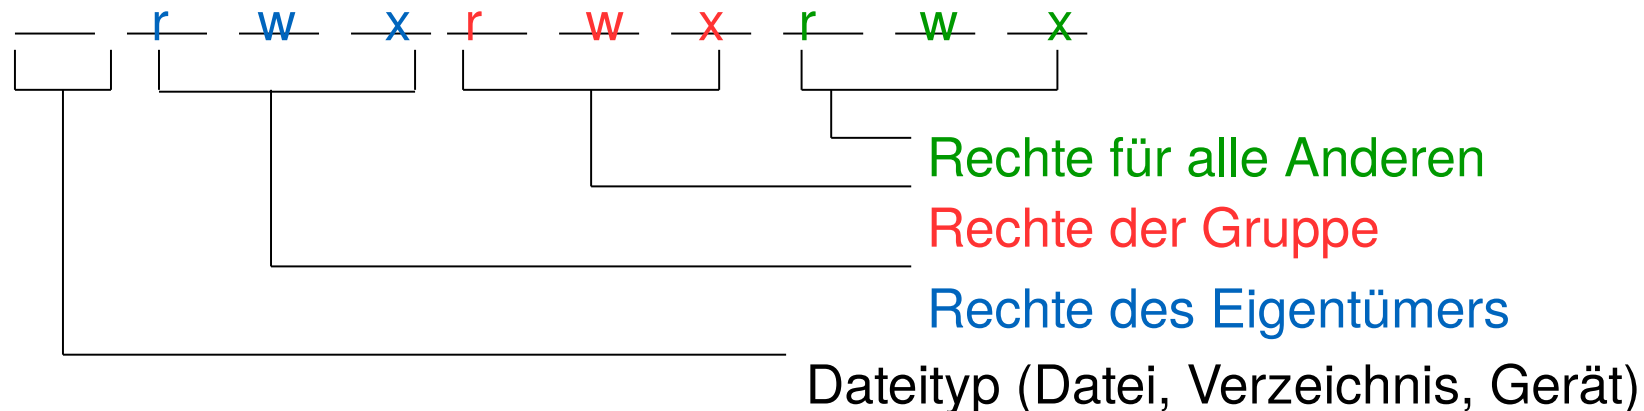 r w x r w x r w x
Rechte für alle Anderen
Rechte der Gruppe
Rechte des Eigentümers
Dateityp (Datei, Verzeichnis, Gerät)